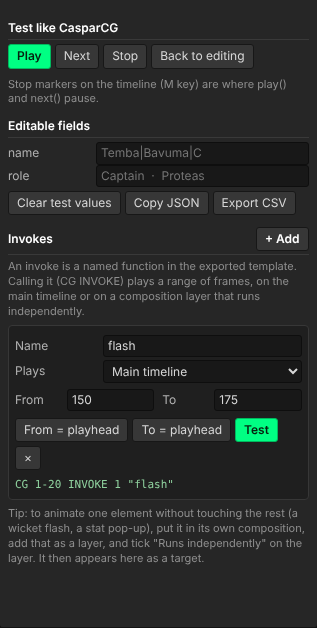 Test like CasparCG
Play Next Stop Back to editing
Stop markers on the timeline (M key) are where play()
and next() pause.
Editable fields
name Temba|Bavuma|C
role Captain · Proteas
Clear test values Copy JSON Export CSV
Invokes + Add
An invoke is a named function in the exported template.
Calling it (CG INVOKE) plays a range of frames, on the
main timeline or on a composition layer that runs
independently.
Name flash
Plays Main timeline
From 150 To 175
From = playhead To = playhead Test
×
CG 1-20 INVOKE 1 "flash"
Tip: to animate one element without touching the rest (a
wicket flash, a stat pop-up), put it in its own composition,
add that as a layer, and tick "Runs independently" on the
layer. It then appears here as a target.